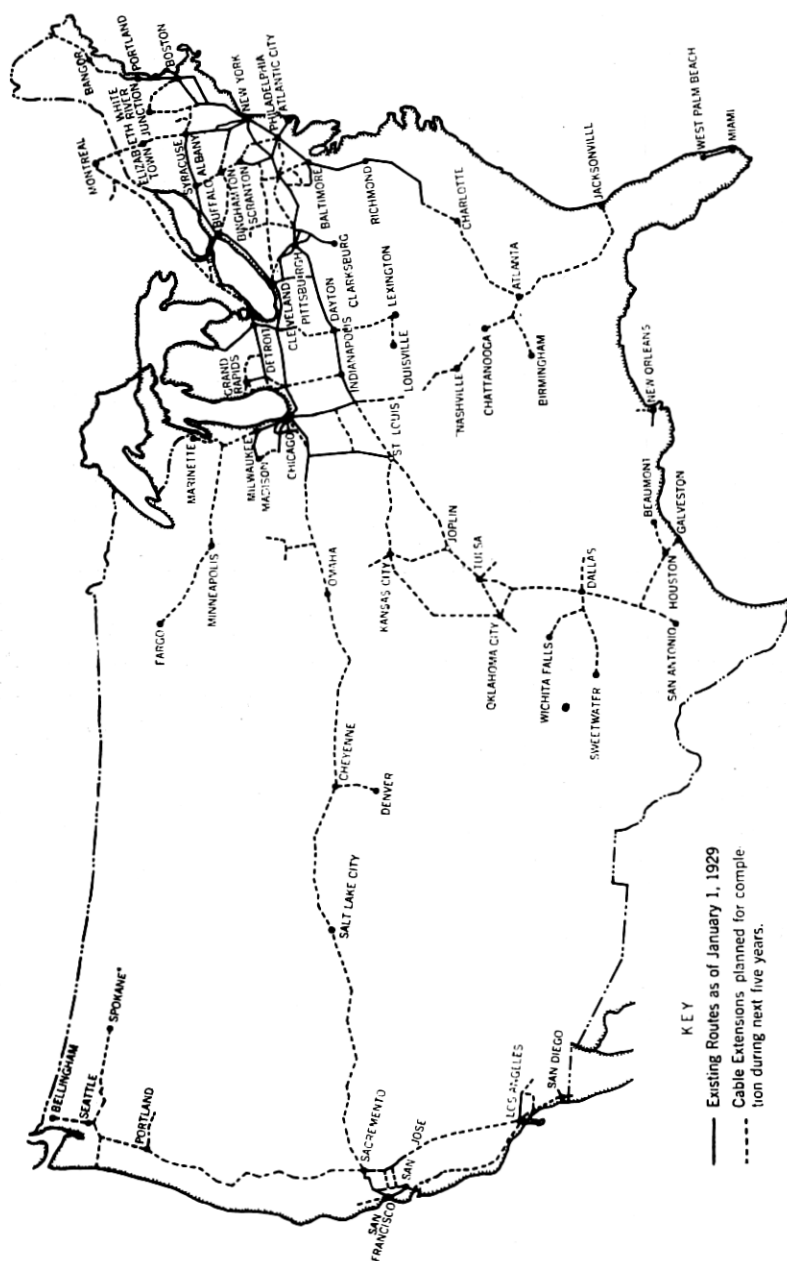 BELLINGHAM
SEATTLE
SPOKANE*
PORTLAND
SACRAMENTO
SAN
FRANCISCO
SAN JOSE
LOS ANGELES
SAN DIEGO
SALT LAKE CITY
CHEYENNE
DENVER
FARGO
MINNEAPOLIS
OMAHA
KANSAS CITY
JOPLIN
TULSA
OKLAHOMA CITY
WICHITA FALLS
SWEETWATER
DALLAS
SAN ANTONIO
HOUSTON
GALVESTON
BEAUMONT
NEW ORLEANS
MARINETTE
MILWAUKEE
MADISON
CHICAGO
GRAND
RAPIDS
DETROIT
ST. LOUIS
INDIANAPOLIS
DAYTON
CLEVELAND
PITTSBURGH
CLARKSBURG
LOUISVILLE
LEXINGTON
NASHVILLE
CHATTANOOGA
BIRMINGHAM
ATLANTA
CHARLOTTE
RICHMOND
BALTIMORE
JACKSONVILLE
WEST PALM BEACH
MIAMI
MONTREAL
ELIZABETH
TOWN
WHITE
RIVER
JUNCTION
BANGOR
PORTLAND
BOSTON
SYRACUSE
ALBANY
BUFFALO
BINGHAMTON
SCRANTON
NEW YORK
PHILADELPHIA
ATLANTIC CITY
KEY
Existing Routes as of January 1, 1929
Cable Extensions planned for comple-
tion during next five years.